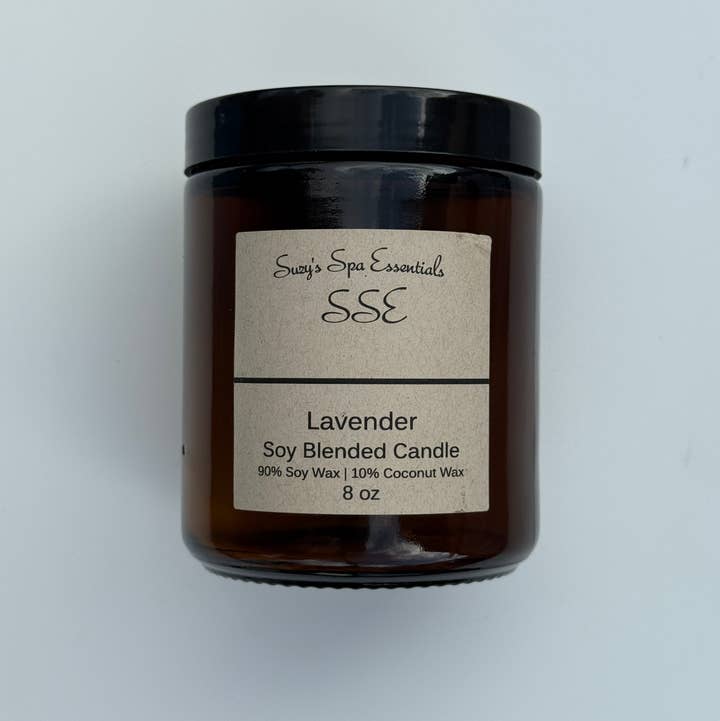 Suzy's Spa Essentials
SSE
Lavender
Soy Blended Candle
90% Soy Wax | 10% Coconut Wax
8 oz